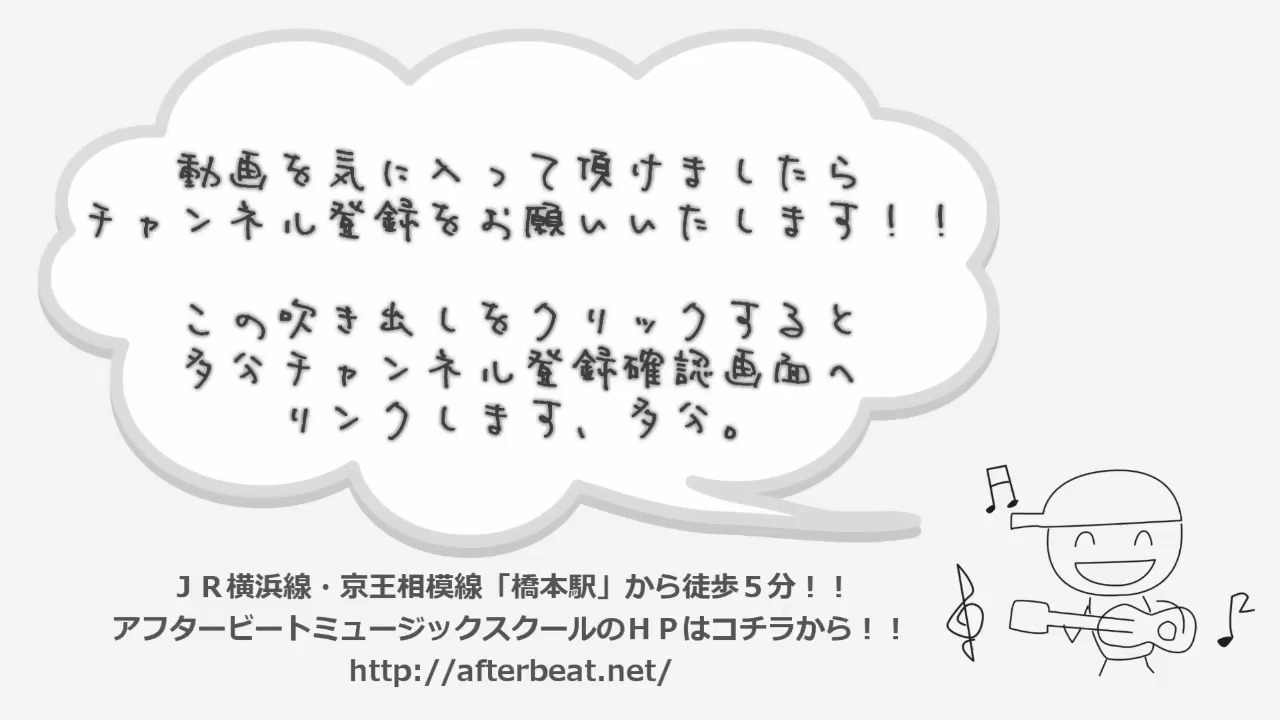 動画を気に入って頂けましたら
チャンネル登録をお願いいたします！！
この吹き出しをクリックすると
多分チャンネル登録確認画面へ
リンクします、多分。
ＪＲ横浜線・京王相模線「橋本駅」から徒歩５分！！
アフタービートミュージックスクールのＨＰはコチラから！！
http://afterbeat.net/